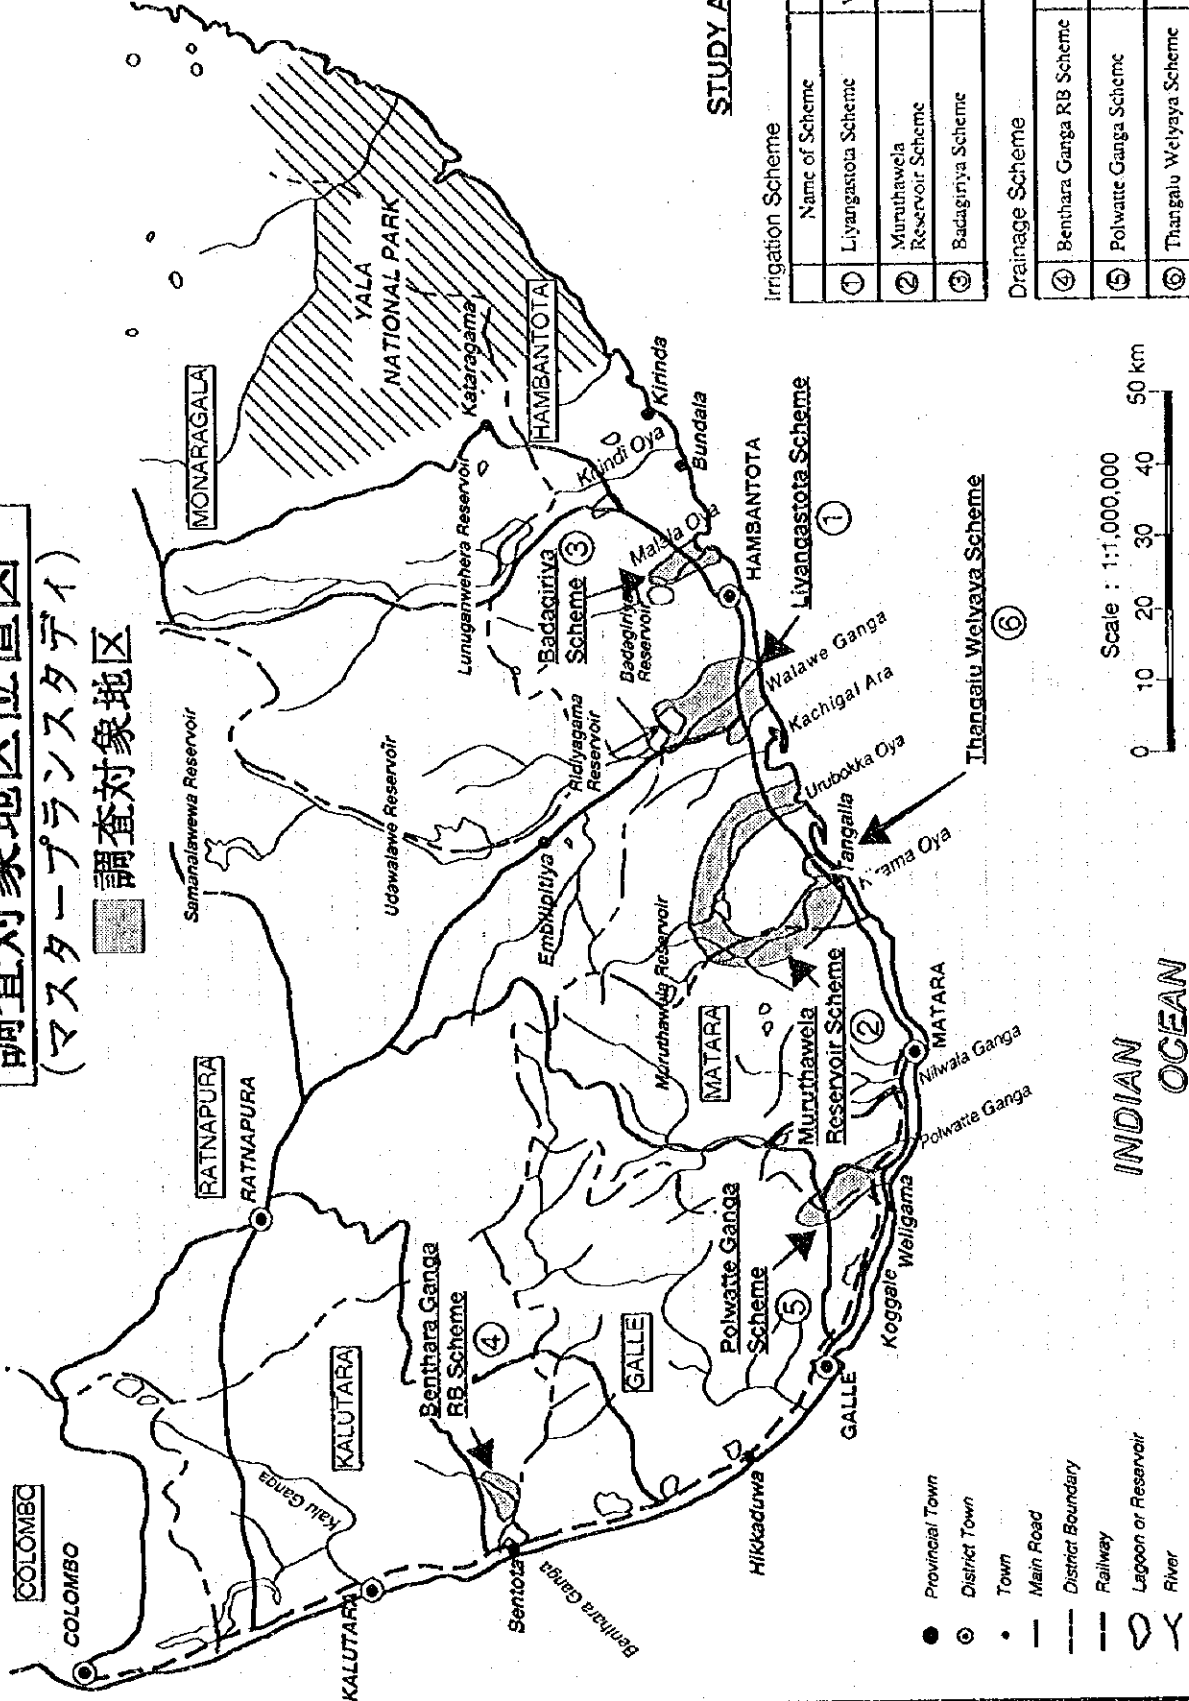 調査対象地区位置図
(マスタープランスタディ)
調査対象地区
COLOMBO
COLOMBO
Kalu Ganga
KALUTARA
KALUTARA
RATNAPURA
RATNAPURA
Bentota
Benthara Ganga
Benthara Ganga
RB Scheme
④
GALLE
Hikkaduwa
GALLE
Koggale
Weligama
Polwatte Ganga
Scheme
⑤
Polwatte Ganga
Nilwala Ganga
MATARA
MATARA
Muruthawela
Reservoir Scheme
②
Muruthawela Reservoir
Samanalawewa Reservoir
Udawalawe Reservoir
Embilipitiya
Ridiyagama
Reservoir
Kirama Oya
Tangalla
Urubokka Oya
Kachigal Ara
Walawe Ganga
Thangalu Welyaya Scheme
⑥
Liyangastota Scheme
①
HAMBANTOTA
Badagiriya
Scheme ③
Badagiriya
Reservoir
Malala Oya
Lunuganwehera Reservoir
Kirindi Oya
Bundala
Kirinda
Kataragama
HAMBANTOTA
MONARAGALA
YALA
NATIONAL PARK
INDIAN
OCEAN
Provincial Town
District Town
Town
Main Road
District Boundary
Railway
Lagoon or Reservoir
River
Scale : 1:1,000,000
0 10 20 30 40 50 km
STUDY A
Irrigation Scheme
Name of Scheme
① Liyangastota Scheme
② Muruthawela
Reservoir Scheme
③ Badagiriya Scheme
Drainage Scheme
④ Benthara Ganga RB Scheme
⑤ Polwatte Ganga Scheme
⑥ Thangalu Welyaya Scheme